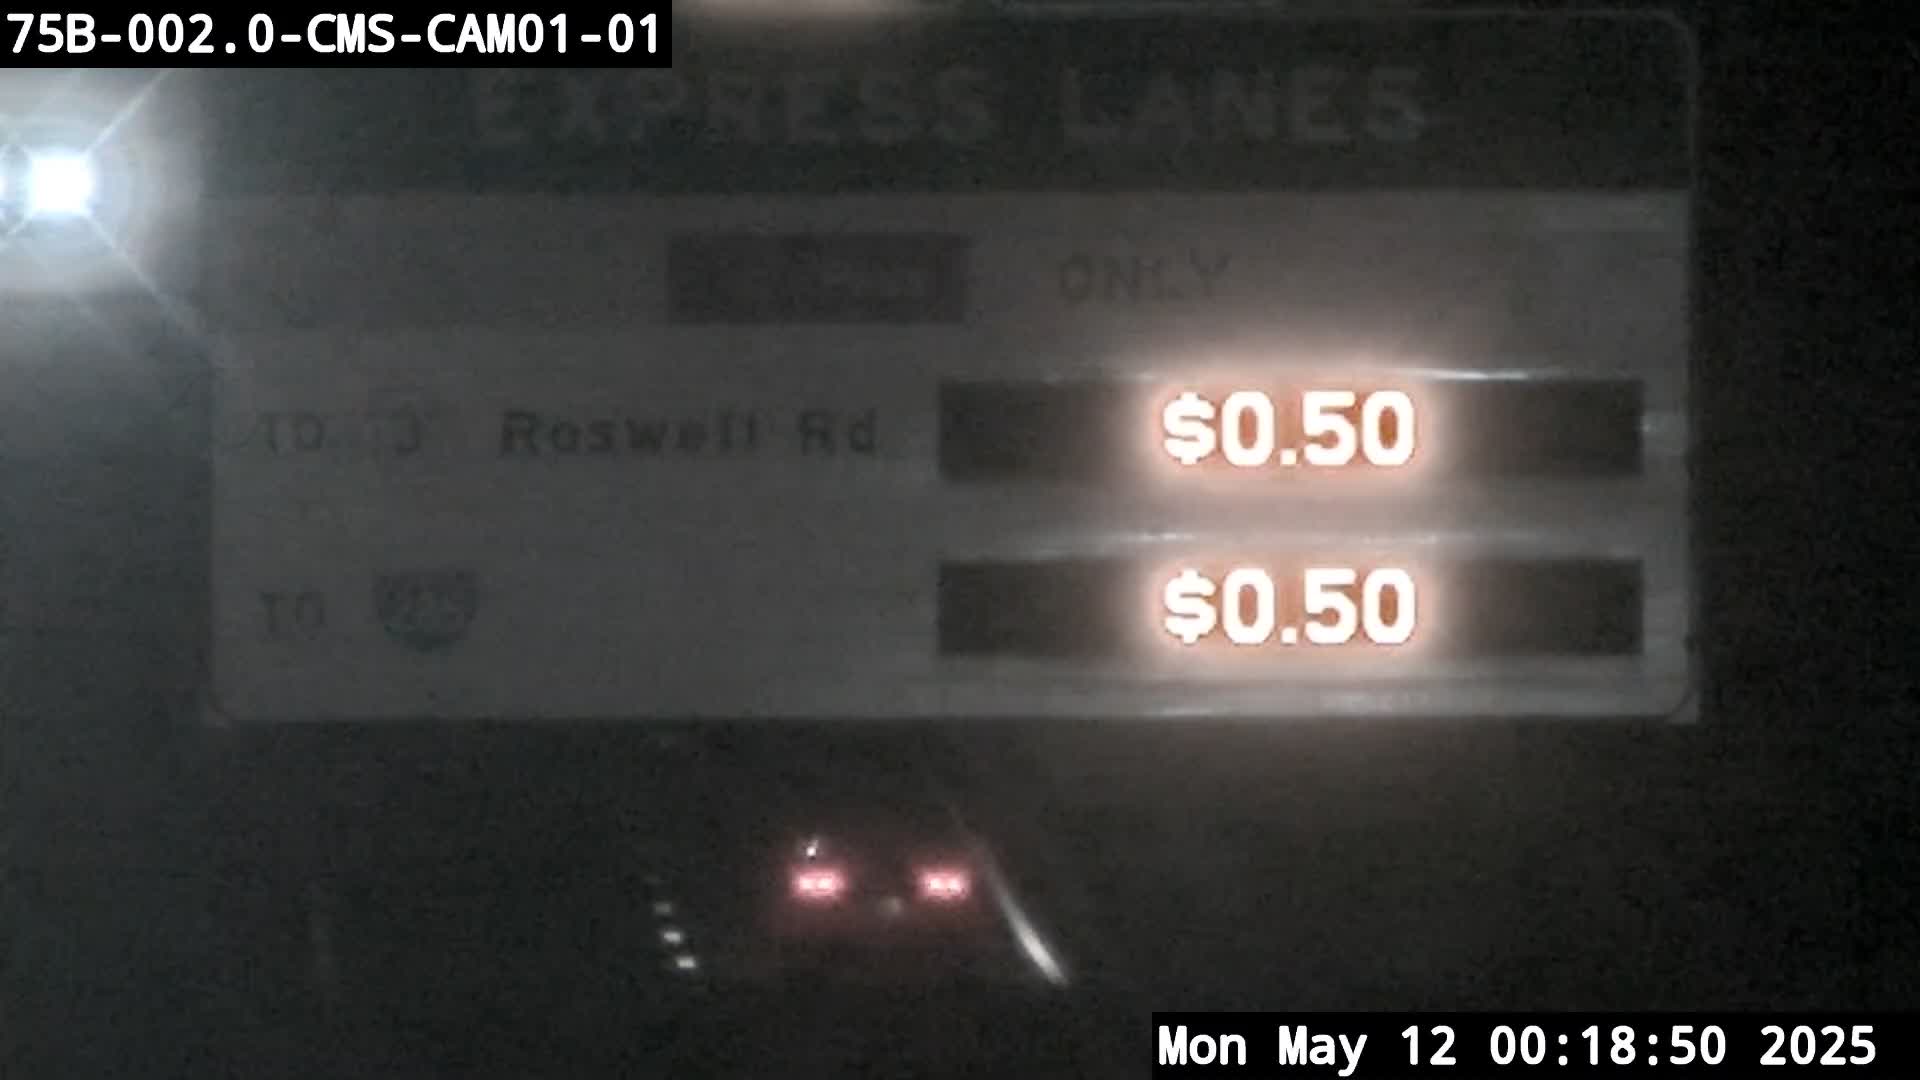 75B-002.0-CMS-CAM01-01
EXPRESS LANES
ONLY
TO Roswell Rd $0.50
TO $0.50
Mon May 12 00:18:50 2025